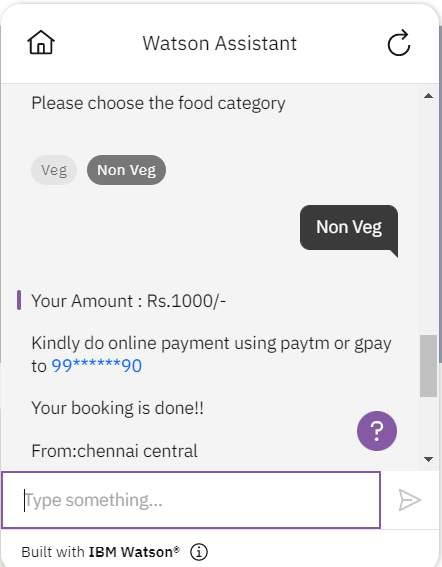 Watson Assistant
Please choose the food category
Veg
Non Veg
Non Veg
Your Amount : Rs.1000/-
Kindly do online payment using paytm or gpay
to 99******90
Your booking is done!!
?
From:chennai central
Type something...
Built with IBM Watson®